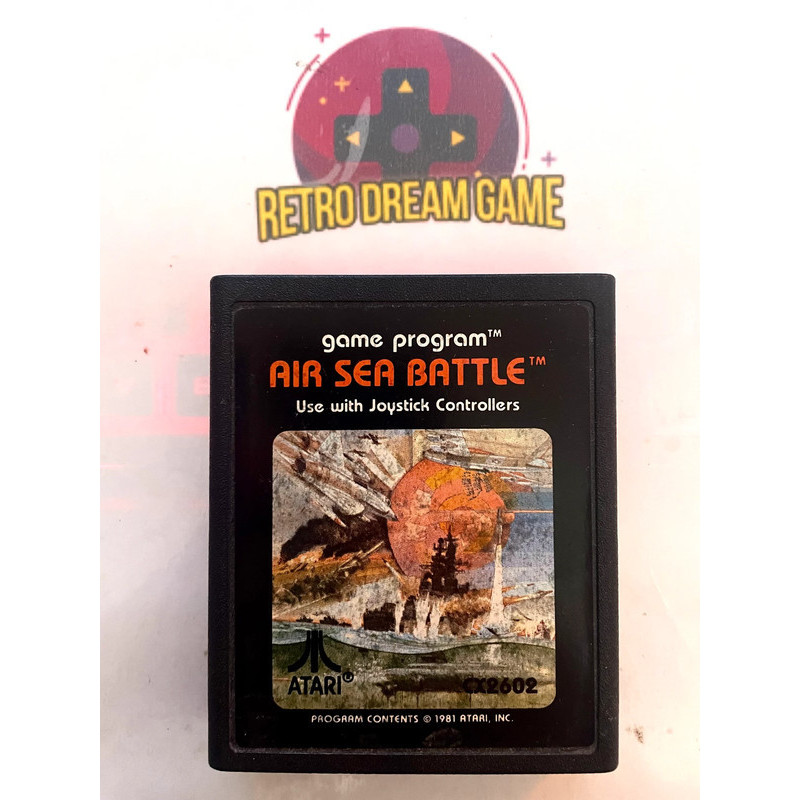 RETRO DREAM GAME
game program™
AIR SEA BATTLE™
Use with Joystick Controllers
ATARI®
CX2602
PROGRAM CONTENTS © 1981 ATARI, INC.